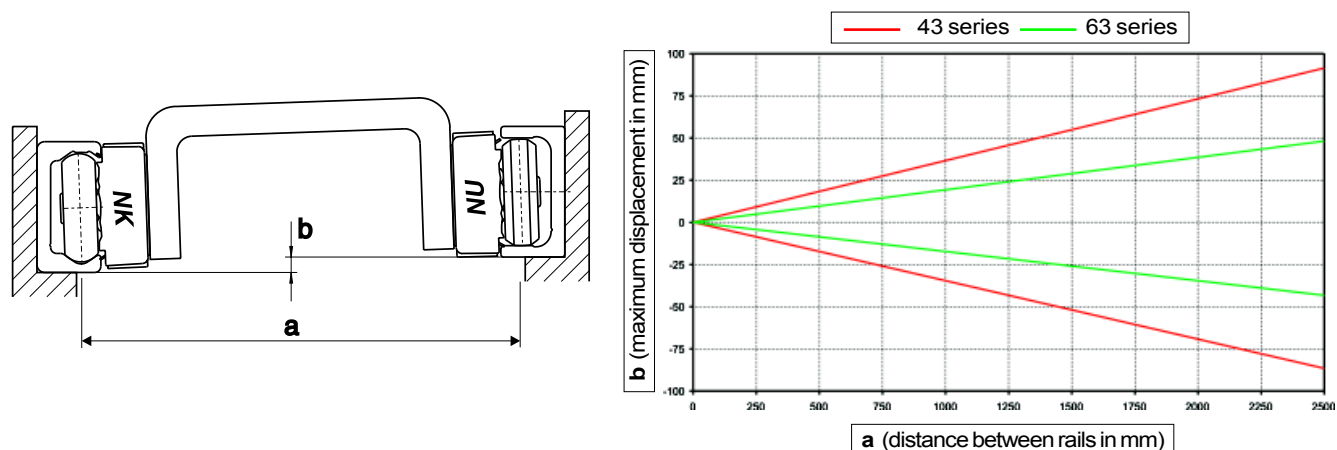 NK
NU
b
a
43 series 63 series
b (maximum displacement in mm)
100
75
50
25
0
-25
-50
-75
-100
0 250 500 750 1000 1250 1500 1750 2000 2250 2500
a (distance between rails in mm)